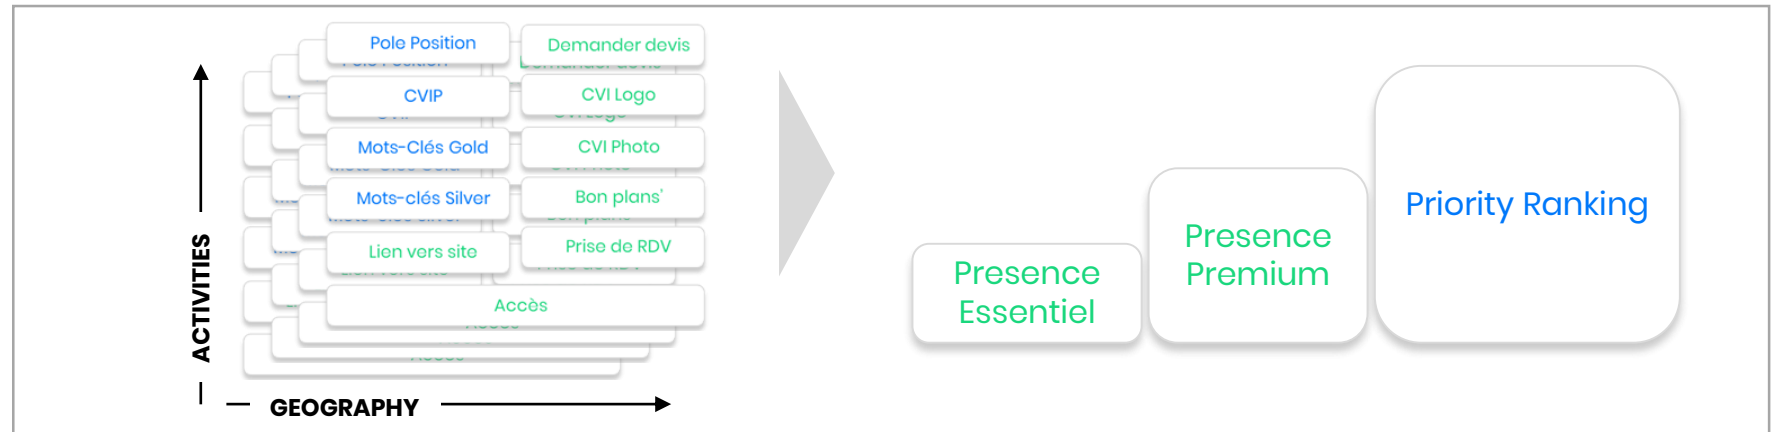 Pole Position
Demander devis
CVIP
CVI Logo
Mots-Clés Gold
CVI Photo
Mots-clés Silver
Bon plans'
Lien vers site
Prise de RDV
Accès
ACTIVITIES
GEOGRAPHY
Presence
Essentiel
Presence
Premium
Priority Ranking